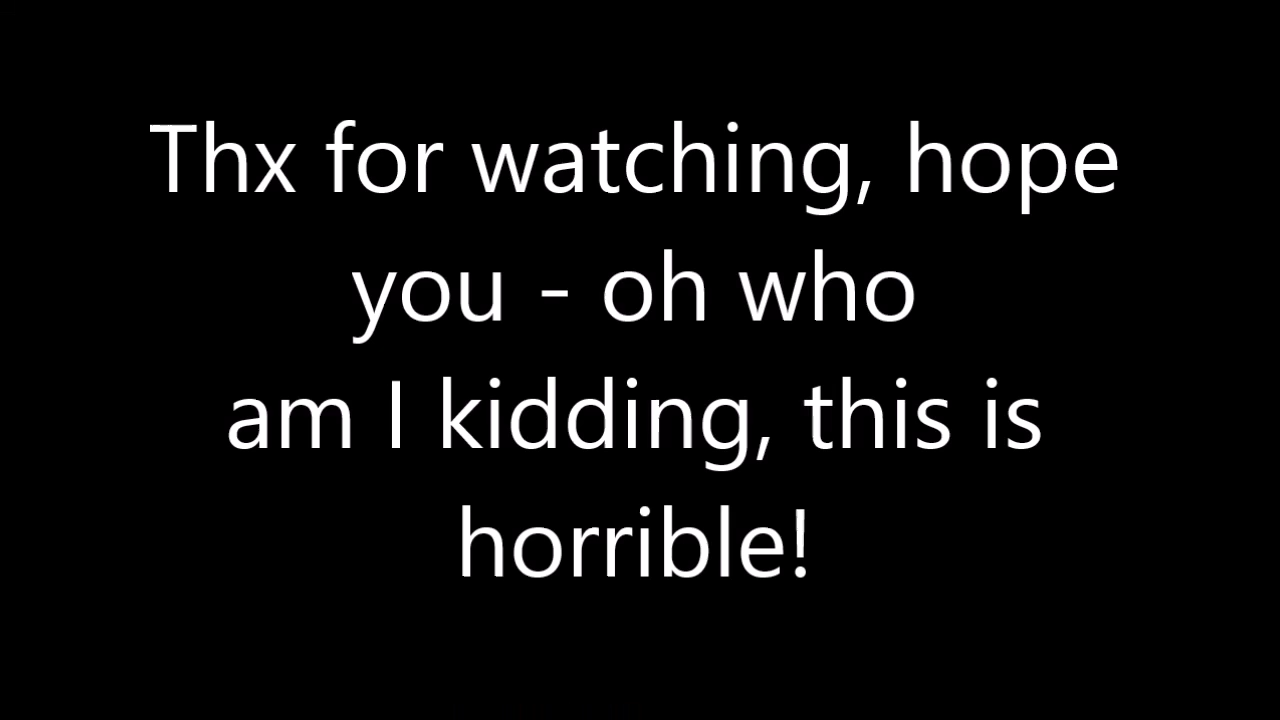 Thx for watching, hope
you - oh who
am I kidding, this is
horrible!